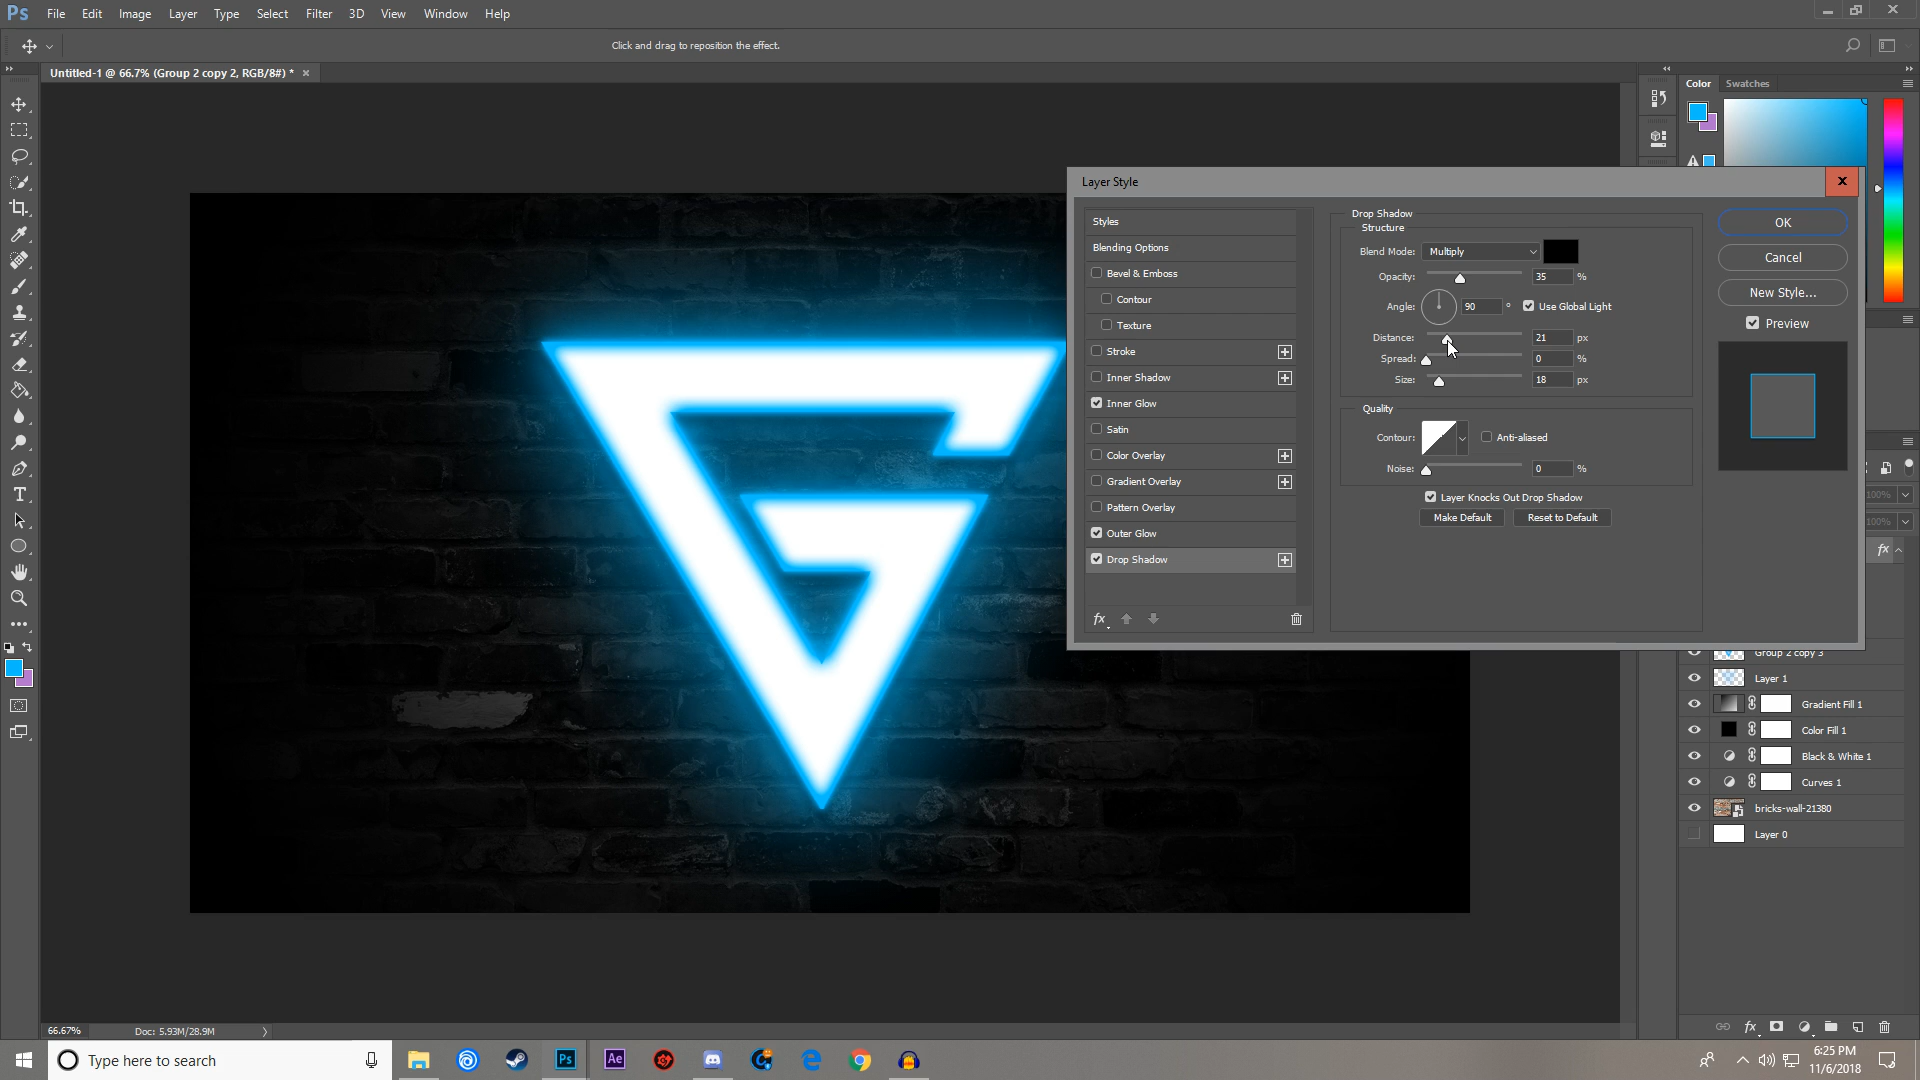 Ps File Edit Image Layer Type Select Filter 3D View Window Help
Click and drag to reposition the effect.
Untitled-1 @ 66.7% (Group 2 copy 2, RGB/8#) * ×
Color Swatches
Layer Style
Styles
Blending Options
Bevel & Emboss
Contour
Texture
Stroke
Inner Shadow
Inner Glow
Satin
Color Overlay
Gradient Overlay
Pattern Overlay
Outer Glow
Drop Shadow
fx
Drop Shadow
Structure
Blend Mode: Multiply
Opacity: 35 %
Angle: 90 ° Use Global Light
Distance: 21 px
Spread: 0 %
Size: 18 px
Quality
Contour: Anti-aliased
Noise: 0 %
Layer Knocks Out Drop Shadow
Make Default Reset to Default
OK
Cancel
New Style...
Preview
100%
100%
fx
Group 2 copy 3
Layer 1
Gradient Fill 1
Color Fill 1
Black & White 1
Curves 1
bricks-wall-21380
Layer 0
fx
T
66.67% Doc: 5.93M/28.9M
Type here to search
Ps
Ae
6:25 PM
11/6/2018